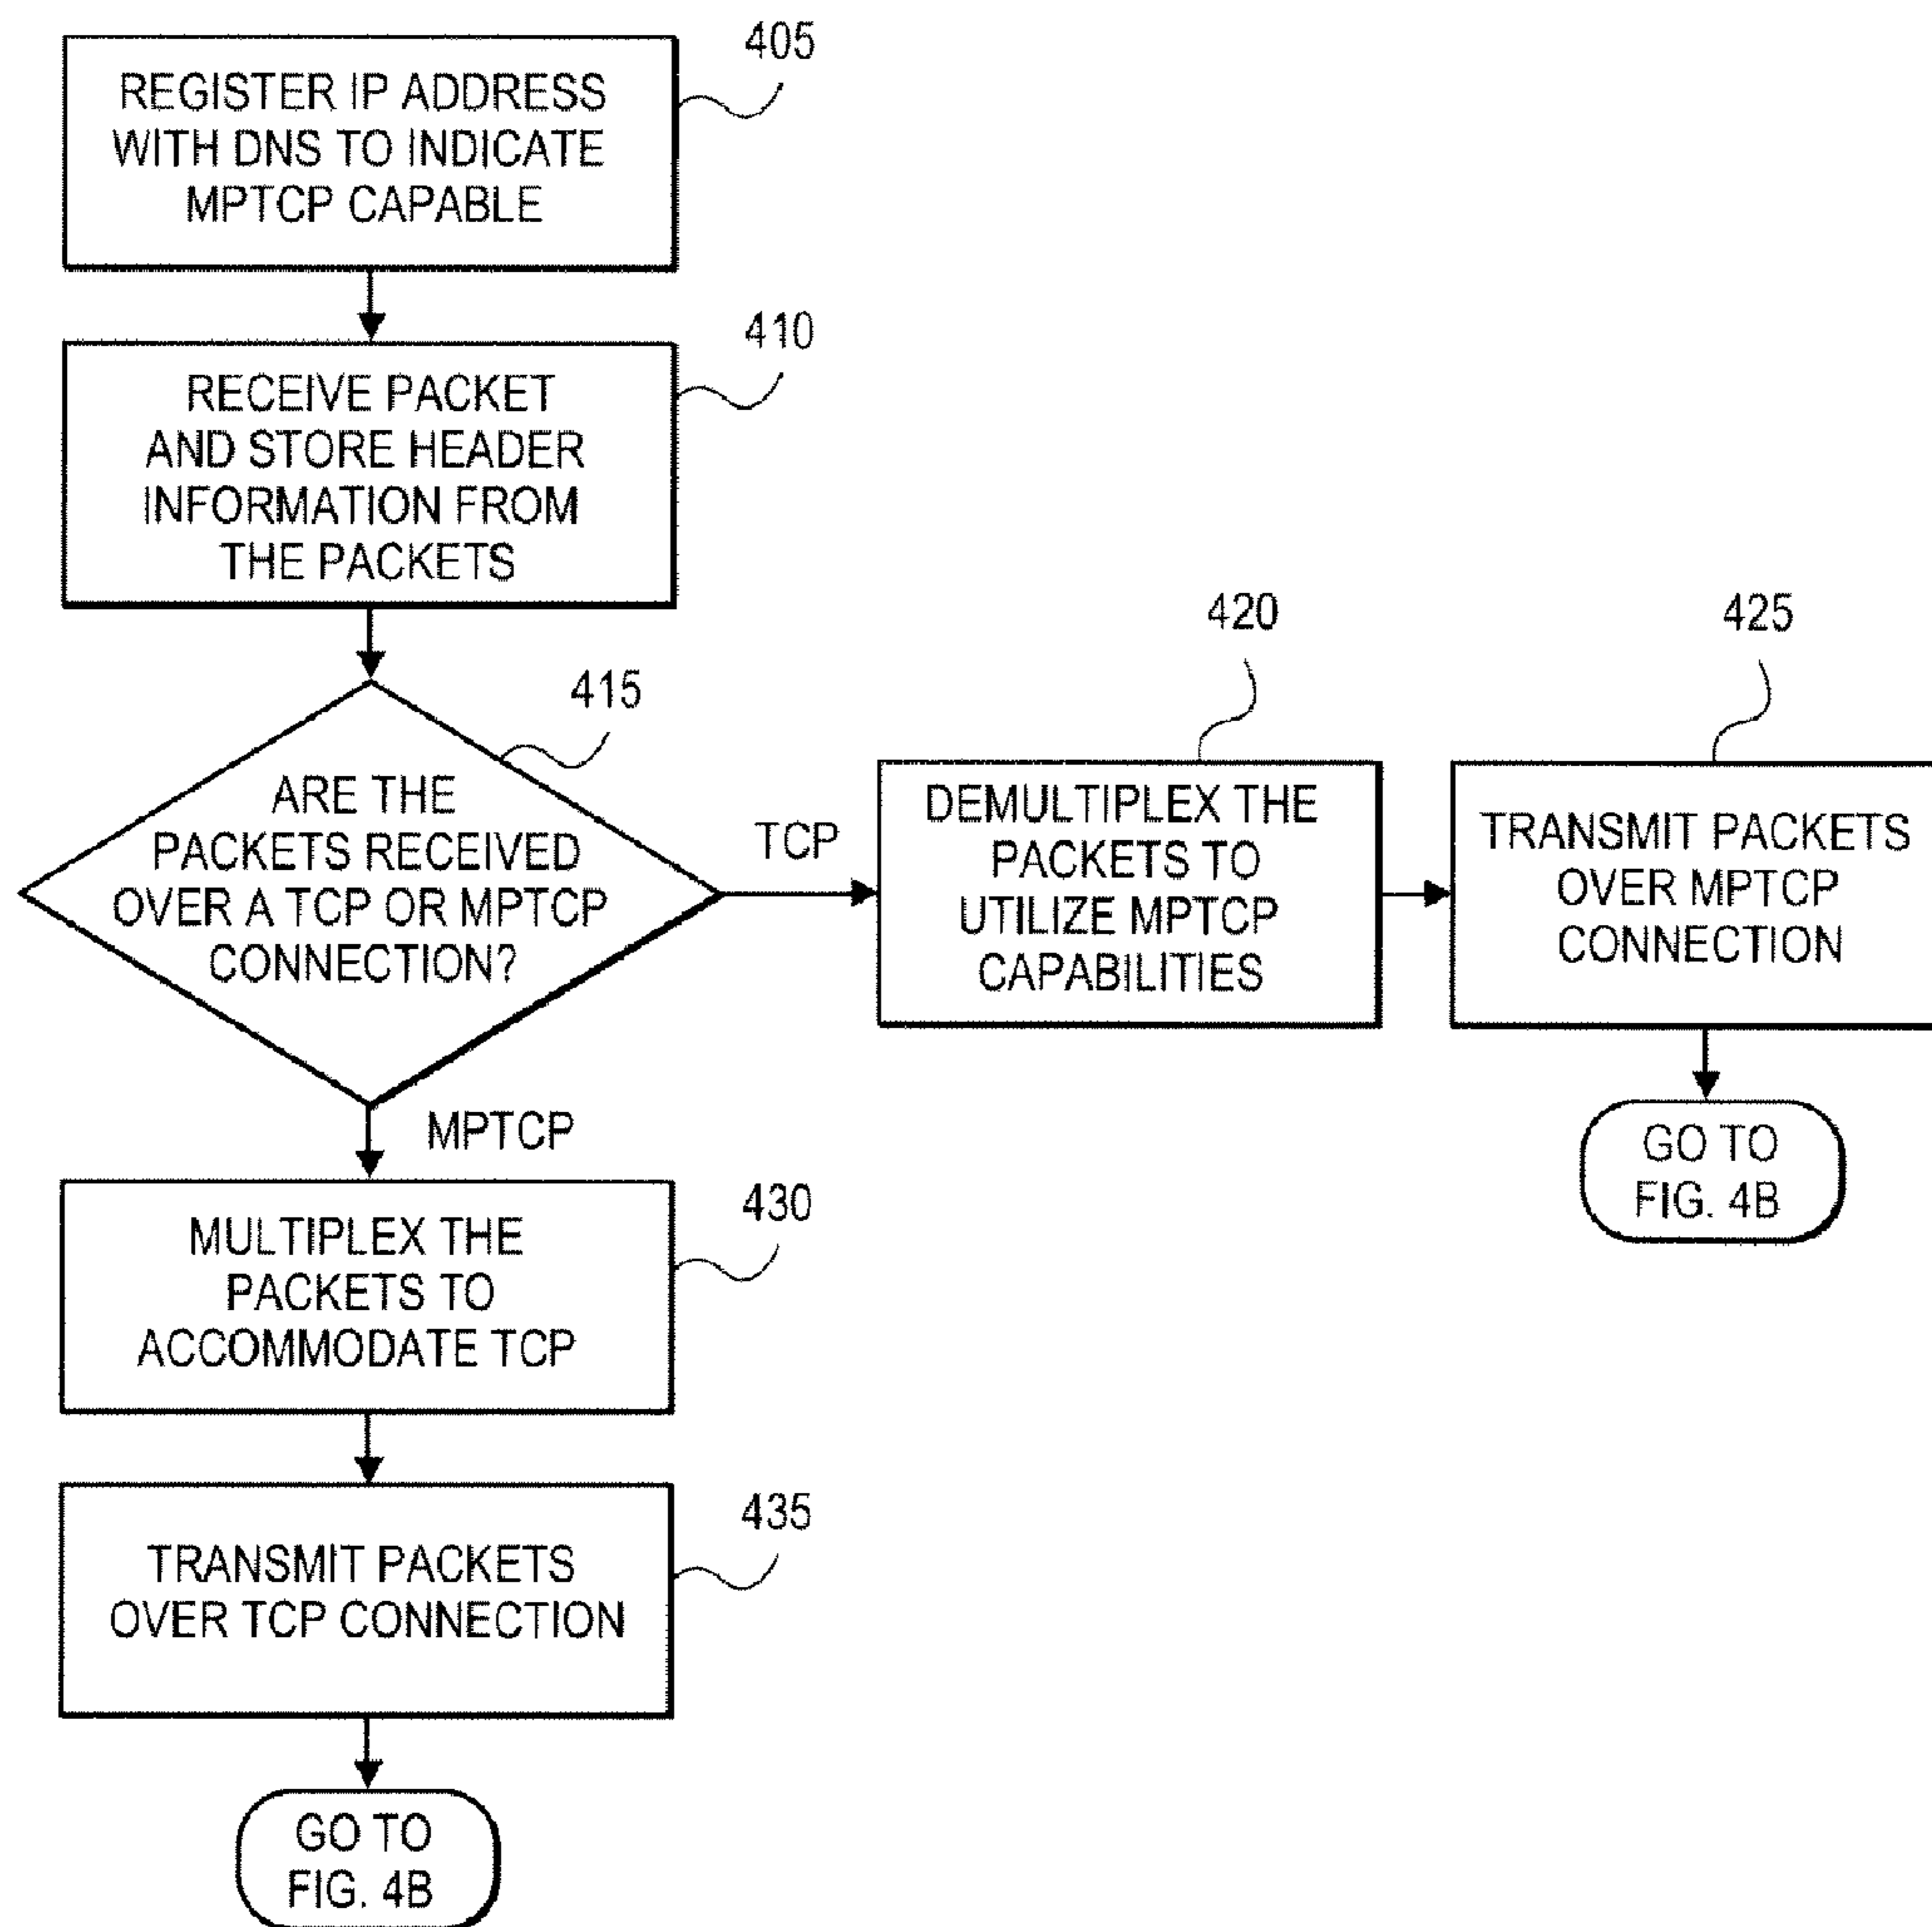 405
REGISTER IP ADDRESS
WITH DNS TO INDICATE
MPTCP CAPABLE
410
RECEIVE PACKET
AND STORE HEADER
INFORMATION FROM
THE PACKETS
415
ARE THE
PACKETS RECEIVED
OVER A TCP OR MPTCP
CONNECTION?
TCP
420
DEMULTIPLEX THE
PACKETS TO
UTILIZE MPTCP
CAPABILITIES
425
TRANSMIT PACKETS
OVER MPTCP
CONNECTION
GO TO
FIG. 4B
MPTCP
430
MULTIPLEX THE
PACKETS TO
ACCOMMODATE TCP
435
TRANSMIT PACKETS
OVER TCP CONNECTION
GO TO
FIG. 4B